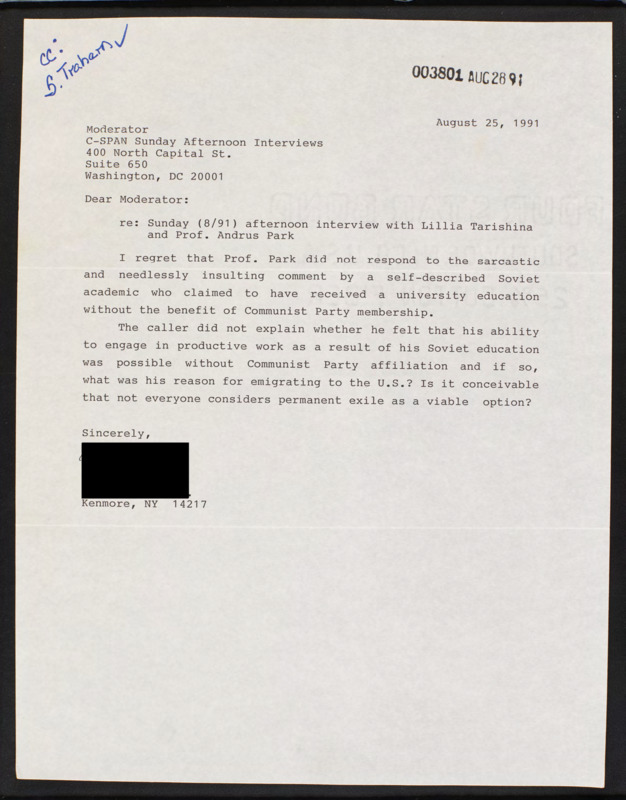 cc:
S. Trahern ✓
003801 AUG 28 91
August 25, 1991
Moderator
C-SPAN Sunday Afternoon Interviews
400 North Capital St.
Suite 650
Washington, DC 20001
Dear Moderator:
re: Sunday (8/91) afternoon interview with Lillia Tarishina
and Prof. Andrus Park
I regret that Prof. Park did not respond to the sarcastic
and needlessly insulting comment by a self-described Soviet
academic who claimed to have received a university education
without the benefit of Communist Party membership.
The caller did not explain whether he felt that his ability
to engage in productive work as a result of his Soviet education
was possible without Communist Party affiliation and if so,
what was his reason for emigrating to the U.S.? Is it conceivable
that not everyone considers permanent exile as a viable option?
Sincerely,
Kenmore, NY 14217